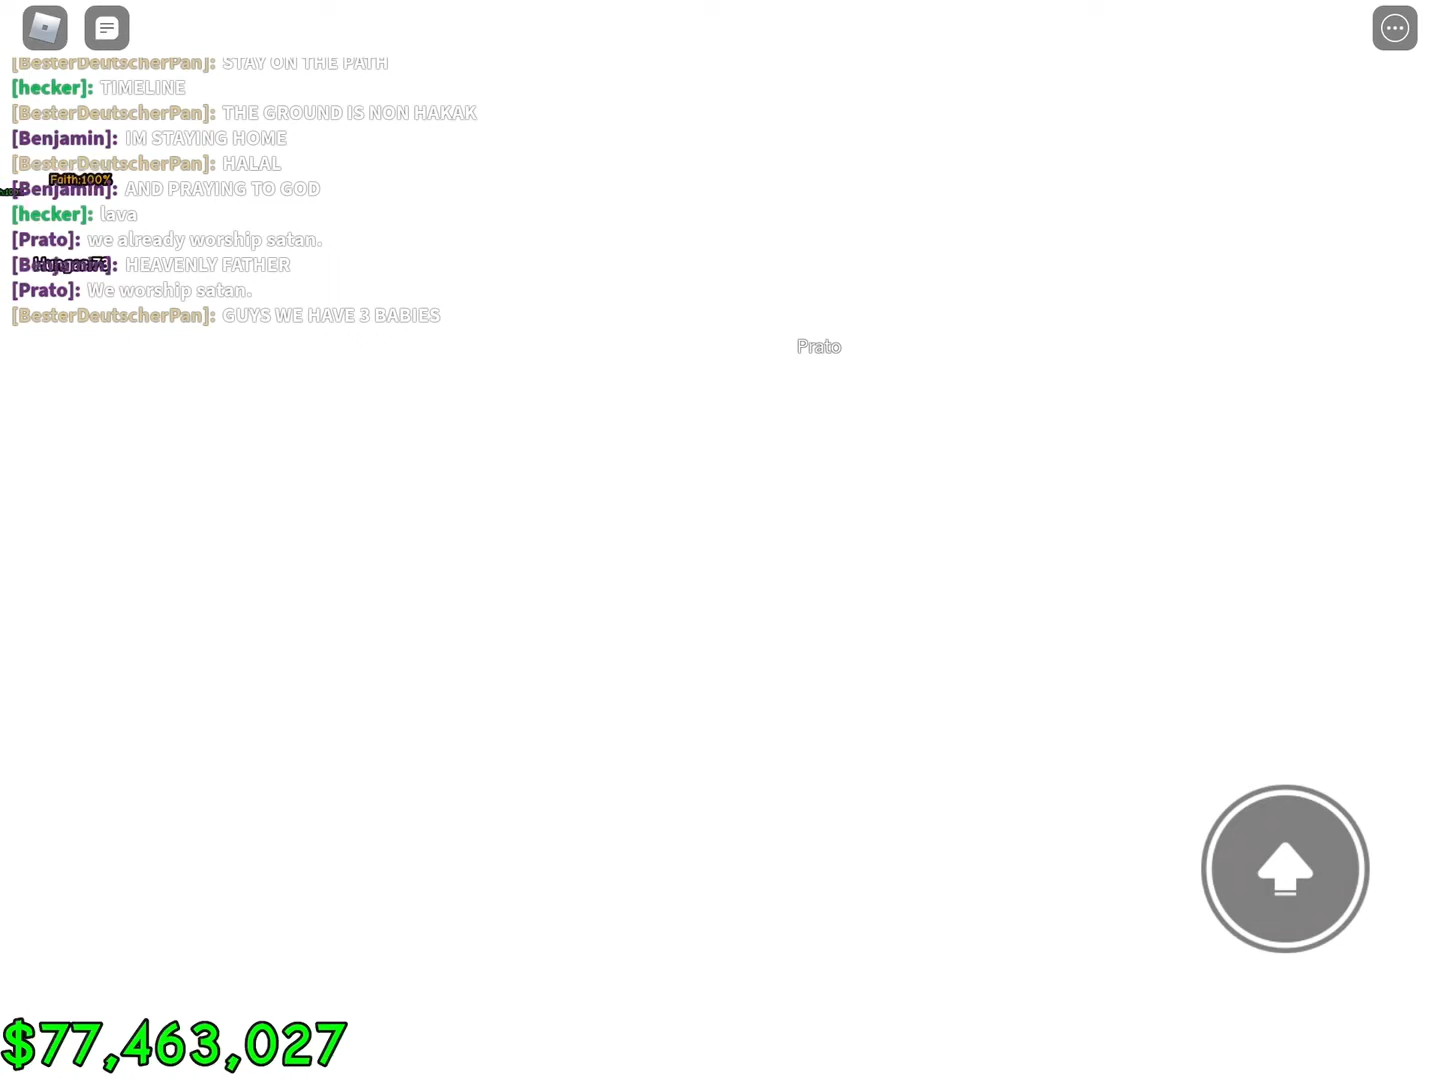 [BesterDeutscherPan]: STAY ON THE PATH
[hecker]: TIMELINE
[BesterDeutscherPan]: THE GROUND IS NON HAKAK
[Benjamin]: IM STAYING HOME
[BesterDeutscherPan]: HALAL
Faith:100%
[Benjamin]: AND PRAYING TO GOD
[hecker]: lava
[Prato]: we already worship satan.
[Benjamin]: HEAVENLY FATHER
[Prato]: We worship satan.
[BesterDeutscherPan]: GUYS WE HAVE 3 BABIES
Prato
$77,463,027